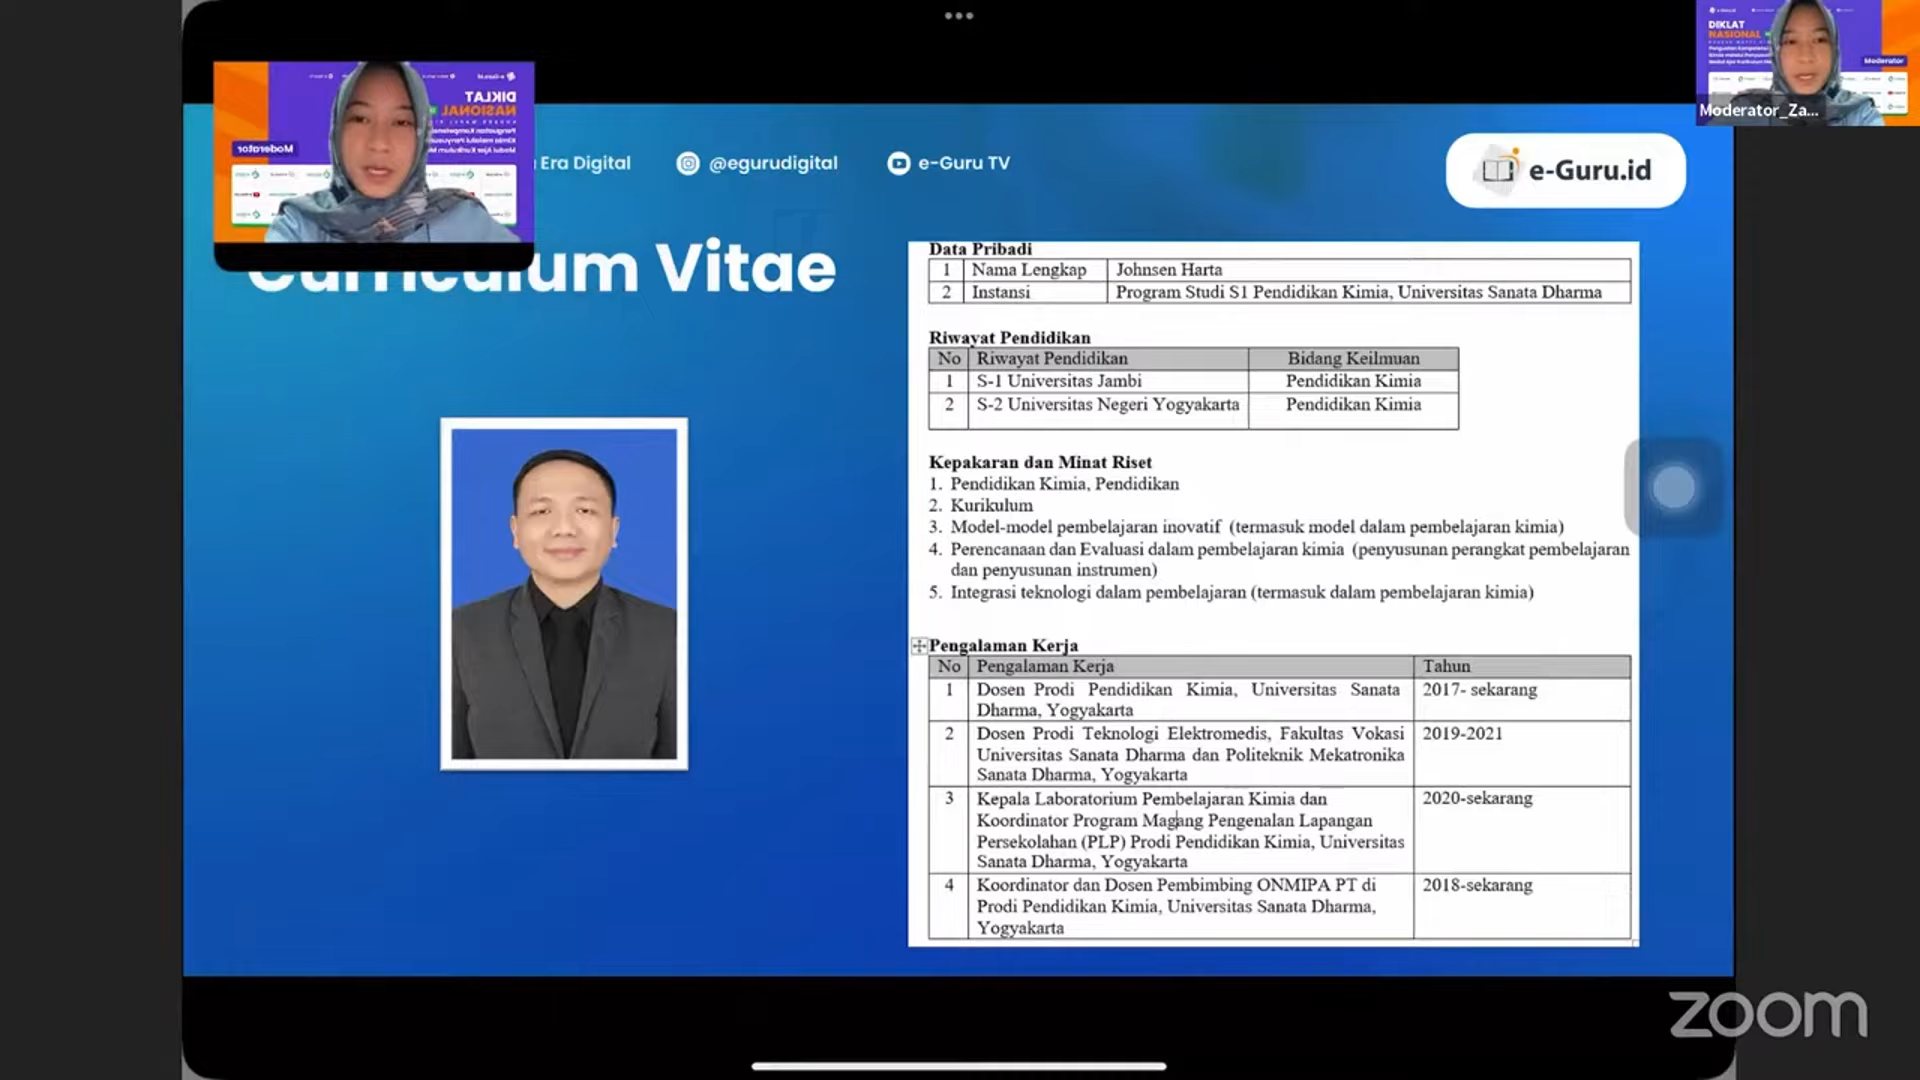 DIKLAT
NASIONAL
Moderator
Moderator_Za...
DIKLAT
NASIONAL
Penguatan Kompetensi
Moderator
Era Digital
@egurudigital
e-Guru TV
e-Guru.id
Curriculum Vitae
Data Pribadi
1 Nama Lengkap Johnsen Harta
2 Instansi Program Studi S1 Pendidikan Kimia, Universitas Sanata Dharma
Riwayat Pendidikan
No Riwayat Pendidikan Bidang Keilmuan
1 S-1 Universitas Jambi Pendidikan Kimia
2 S-2 Universitas Negeri Yogyakarta Pendidikan Kimia
Kepakaran dan Minat Riset
1. Pendidikan Kimia, Pendidikan
2. Kurikulum
3. Model-model pembelajaran inovatif (termasuk model dalam pembelajaran kimia)
4. Perencanaan dan Evaluasi dalam pembelajaran kimia (penyusunan perangkat pembelajaran
dan penyusunan instrumen)
5. Integrasi teknologi dalam pembelajaran (termasuk dalam pembelajaran kimia)
Pengalaman Kerja
No Pengalaman Kerja Tahun
1 Dosen Prodi Pendidikan Kimia, Universitas Sanata 2017- sekarang
Dharma, Yogyakarta
2 Dosen Prodi Teknologi Elektromedis, Fakultas Vokasi 2019-2021
Universitas Sanata Dharma dan Politeknik Mekatronika
Sanata Dharma, Yogyakarta
3 Kepala Laboratorium Pembelajaran Kimia dan 2020-sekarang
Koordinator Program Magang Pengenalan Lapangan
Persekolahan (PLP) Prodi Pendidikan Kimia, Universitas
Sanata Dharma, Yogyakarta
4 Koordinator dan Dosen Pembimbing ONMIPA PT di 2018-sekarang
Prodi Pendidikan Kimia, Universitas Sanata Dharma,
Yogyakarta
zoom